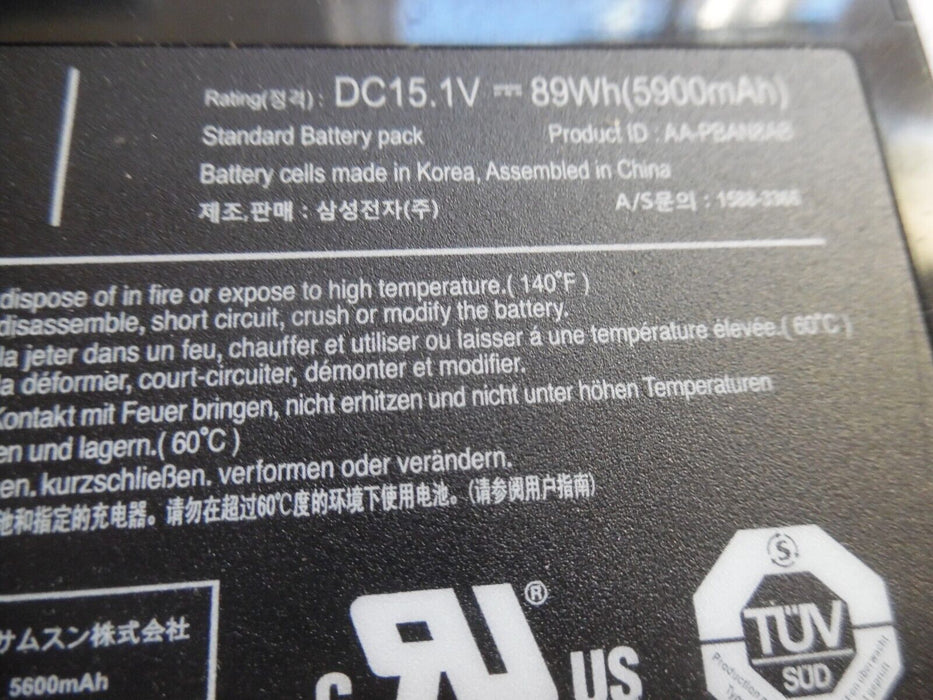 Rating(정격) : DC15.1V ⎓ 89Wh(5900mAh)
Standard Battery pack Product ID : AA-PBAN8AB
Battery cells made in Korea, Assembled in China
제조,판매 : 삼성전자(주) A/S문의 : 1588-3366
dispose of in fire or expose to high temperature.( 140°F )
disassemble, short circuit, crush or modify the battery.
la jeter dans un feu, chauffer et utiliser ou laisser á une température élevée.( 60°C )
la déformer, court-circuiter, démonter et modifier.
Kontakt mit Feuer bringen, nicht erhitzen und nicht unter höhen Temperaturen
en und lagern.( 60°C )
en. kurzschließen. verformen oder verändern.
池和指定的充电器。请勿在超过60℃度的环境下使用电池。(请参阅用户指南)
サムスン株式会社
5600mAh
c RU ® US
S
TÜV
SÜD
Production
überwacht